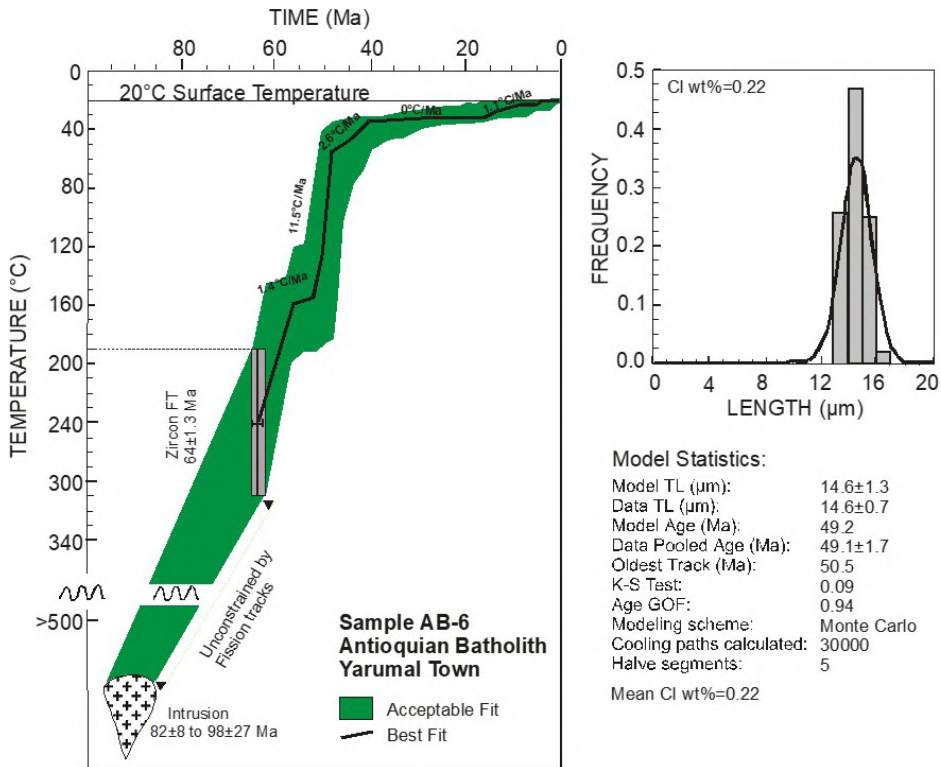 TIME (Ma)
80
60
40
20
0
TEMPERATURE (°C)
0
40
80
120
160
200
240
300
340
>500
20°C Surface Temperature
1.1°C/Ma
0°C/Ma
2.6°C/Ma
11.5°C/Ma
1.4°C/Ma
Zircon FT
64±1.3 Ma
Unconstrained by
Fission tracks
Intrusion
82±8 to 98±27 Ma
Sample AB-6
Antioquian Batholith
Yarumal Town
Acceptable Fit
Best Fit
Cl wt%=0.22
FREQUENCY
0.5
0.4
0.3
0.2
0.1
0.0
0
4
8
12
16
20
LENGTH (µm)
Model Statistics:
Model TL (µm): 14.6±1.3
Data TL (µm): 14.6±0.7
Model Age (Ma): 49.2
Data Pooled Age (Ma): 49.1±1.7
Oldest Track (Ma): 50.5
K-S Test: 0.09
Age GOF: 0.94
Modeling scheme: Monte Carlo
Cooling paths calculated: 30000
Halve segments: 5
Mean Cl wt%=0.22